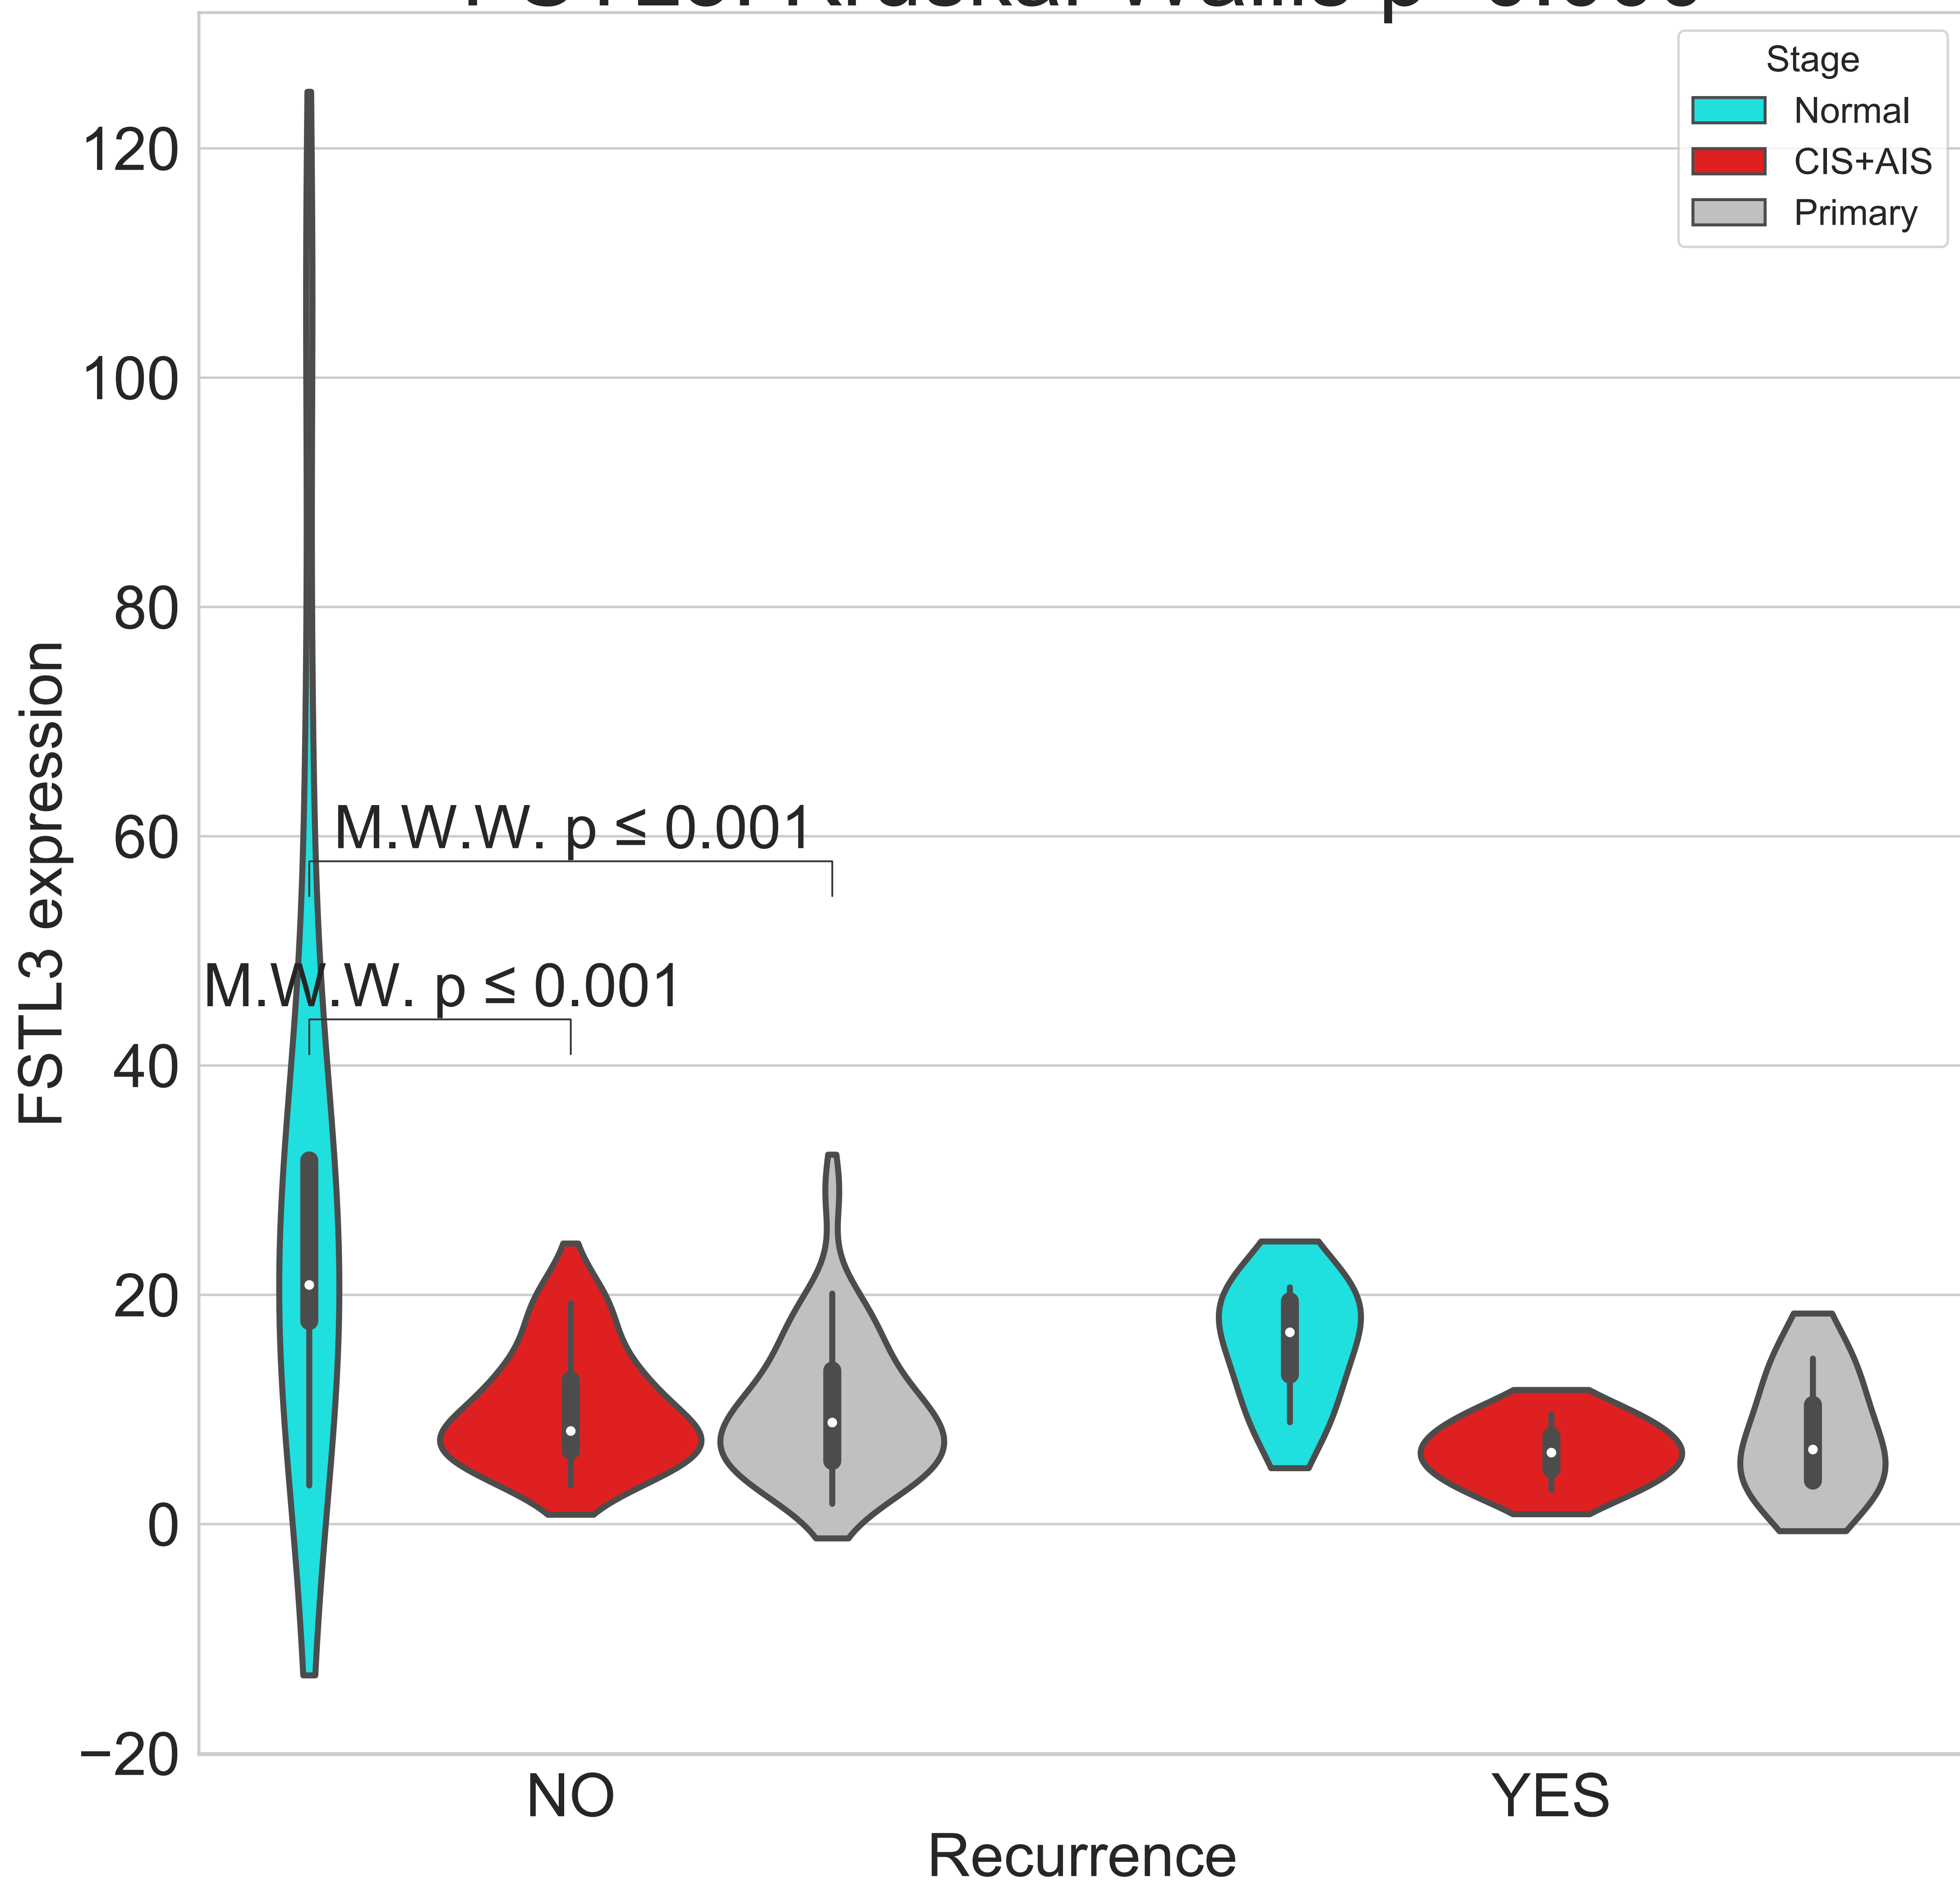 Stage
Normal
CIS+AIS
Primary
120
100
80
60
40
20
0
−20
FSTL3 expression
M.W.W. p ≤ 0.001
M.W.W. p ≤ 0.001
NO
YES
Recurrence